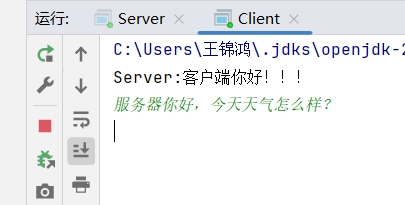 运行: Server × Client ×
C:\Users\王锦鸿\.jdks\openjdk-2
Server:客户端你好！！！
服务器你好，今天天气怎么样？